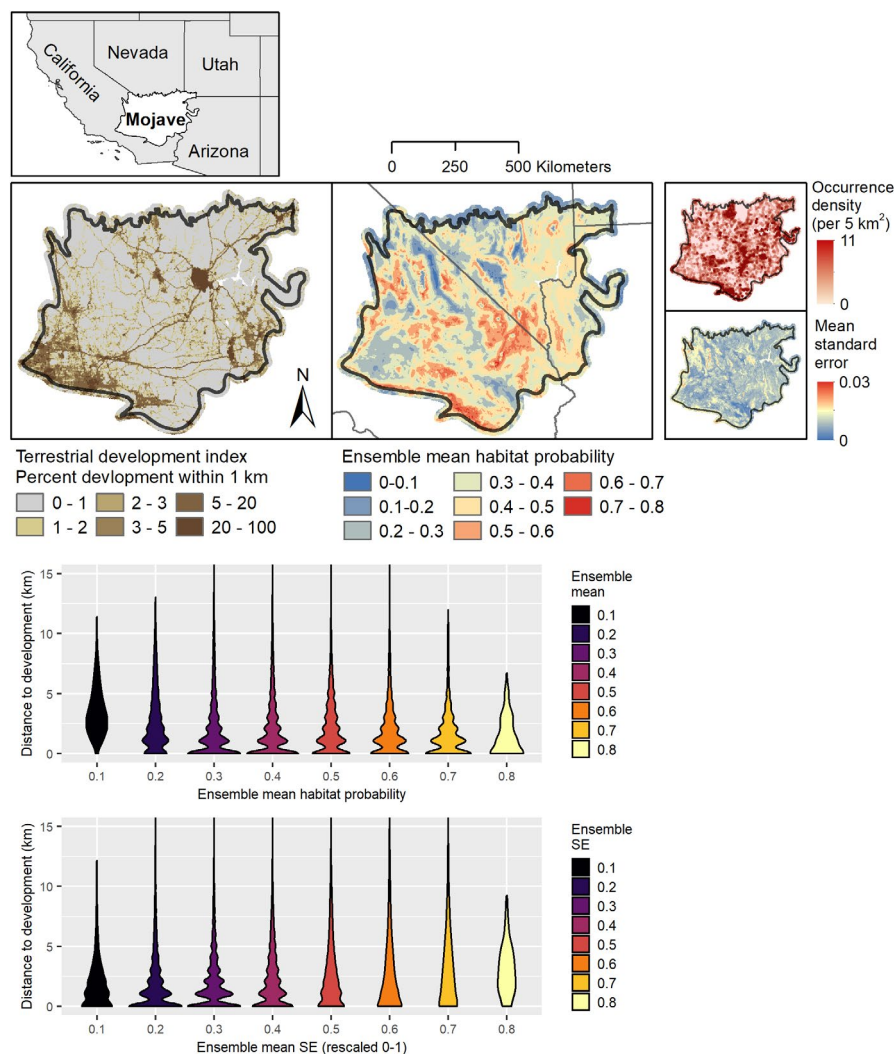 Nevada
Utah
California
Mojave
Arizona
0 250 500 Kilometers
N
Occurrence
density
(per 5 km²)
11
0
Mean
standard
error
0.03
0
Terrestrial development index
Percent devlopment within 1 km
0 - 1 2 - 3 5 - 20
1 - 2 3 - 5 20 - 100
Ensemble mean habitat probability
0-0.1 0.3 - 0.4 0.6 - 0.7
0.1-0.2 0.4 - 0.5 0.7 - 0.8
0.2 - 0.3 0.5 - 0.6
Distance to development (km)
15
10
5
0
0.1 0.2 0.3 0.4 0.5 0.6 0.7 0.8
Ensemble mean habitat probability
Ensemble
mean
0.1
0.2
0.3
0.4
0.5
0.6
0.7
0.8
Distance to development (km)
15
10
5
0
0.1 0.2 0.3 0.4 0.5 0.6 0.7 0.8
Ensemble mean SE (rescaled 0-1)
Ensemble
SE
0.1
0.2
0.3
0.4
0.5
0.6
0.7
0.8